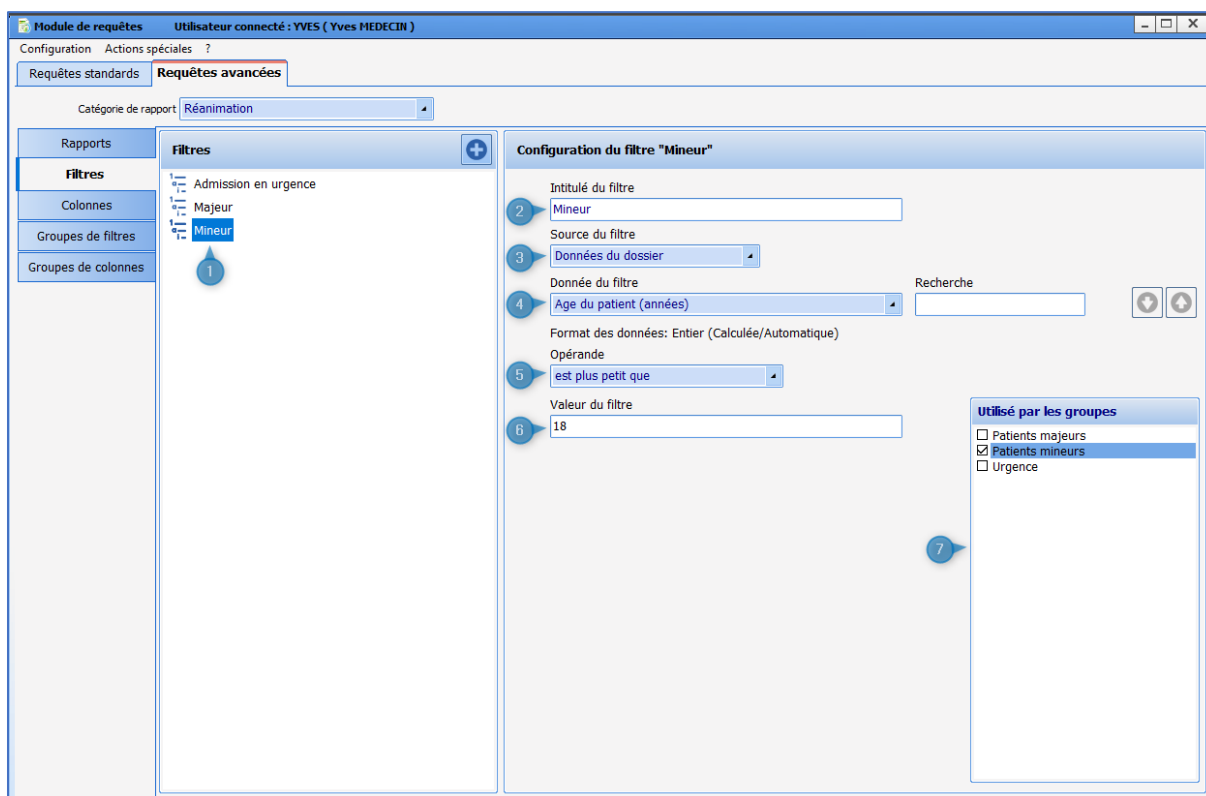 Module de requêtes Utilisateur connecté : YVES ( Yves MEDECIN )
Configuration Actions spéciales ?
Requêtes standards Requêtes avancées
Catégorie de rapport Réanimation
Rapports
Filtres
Colonnes
Groupes de filtres
Groupes de colonnes
Filtres
Admission en urgence
Majeur
Mineur
1
Configuration du filtre "Mineur"
Intitulé du filtre
2 Mineur
Source du filtre
3 Données du dossier
Donnée du filtre Recherche
4 Age du patient (années)
Format des données: Entier (Calculée/Automatique)
Opérande
5 est plus petit que
Valeur du filtre
6 18
Utilisé par les groupes
Patients majeurs
Patients mineurs
Urgence
7